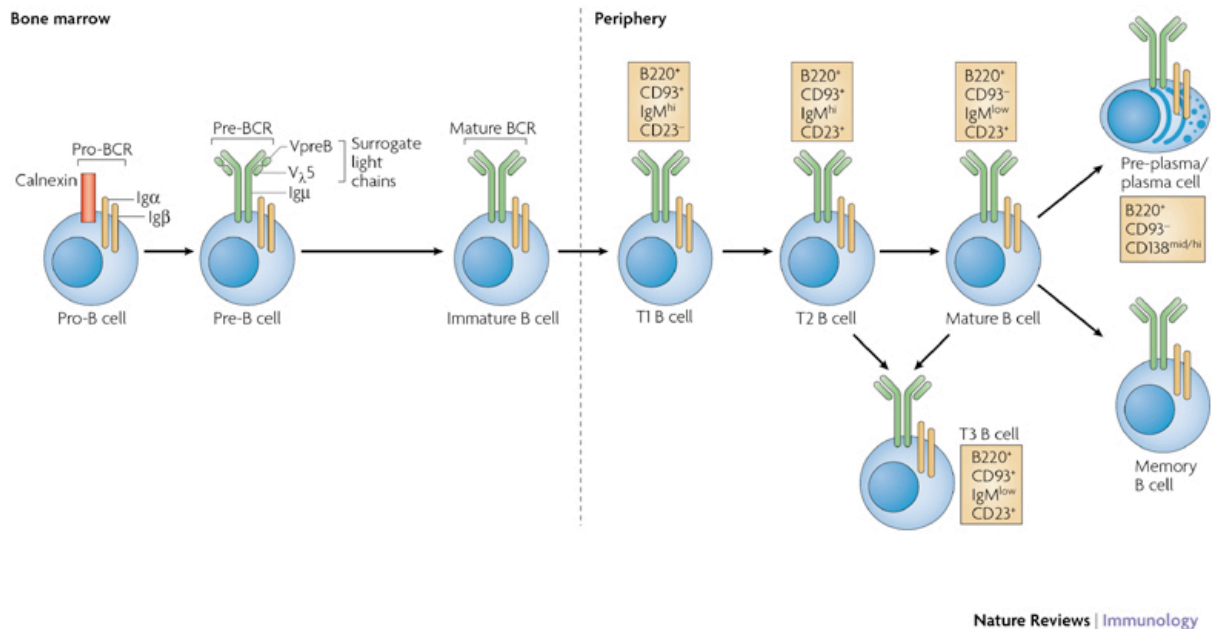 Bone marrow
Periphery
Pro-BCR
Calnexin
Igα
Igβ
Pro-B cell
Pre-BCR
VpreB
Vλ5
Igμ
Surrogate
light
chains
Pre-B cell
Mature BCR
Immature B cell
B220⁺
CD93⁺
IgMʰⁱ
CD23⁻
T1 B cell
B220⁺
CD93⁺
IgMʰⁱ
CD23⁺
T2 B cell
B220⁺
CD93⁻
IgMˡᵒʷ
CD23⁺
Mature B cell
Pre-plasma/
plasma cell
B220⁺
CD93⁻
CD138ᵐⁱᵈ/ʰⁱ
T3 B cell
B220⁺
CD93⁺
IgMˡᵒʷ
CD23⁺
Memory
B cell
Nature Reviews | Immunology